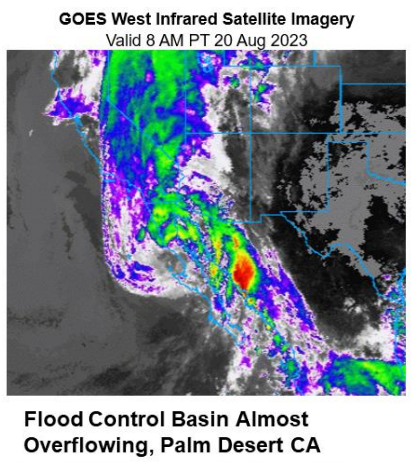 GOES West Infrared Satellite Imagery
Valid 8 AM PT 20 Aug 2023
Flood Control Basin Almost
Overflowing, Palm Desert CA